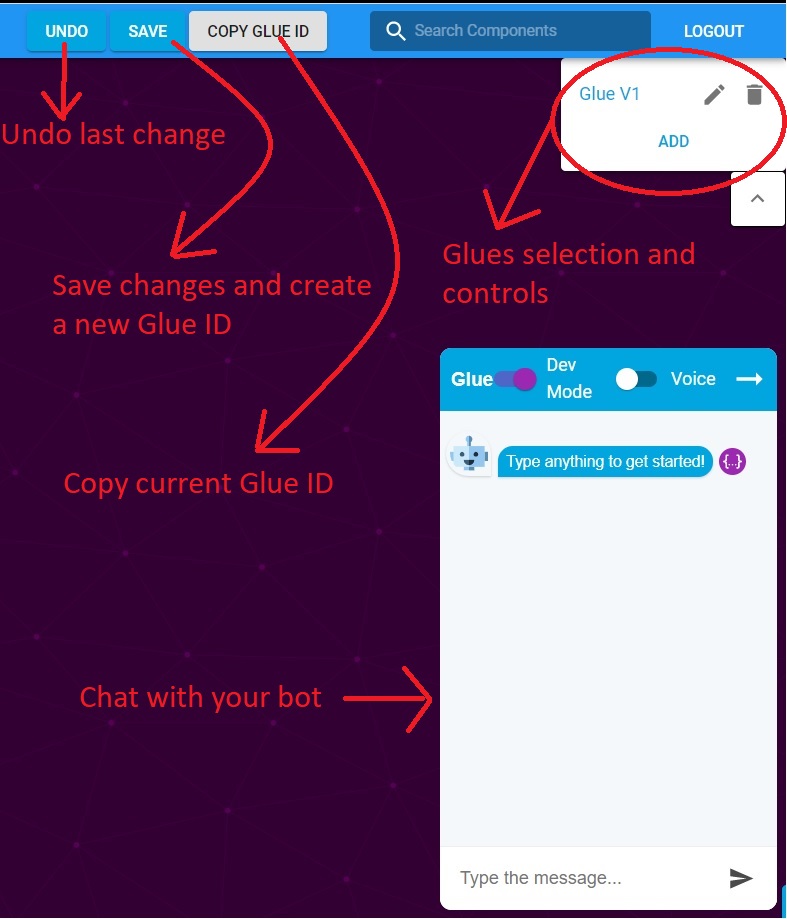 UNDO SAVE COPY GLUE ID Search Components LOGOUT
Glue V1
ADD
Undo last change
Glues selection and
controls
Save changes and create
a new Glue ID
Glue Dev Mode Voice
Type anything to get started! {..}
Copy current Glue ID
Chat with your bot
Type the message...